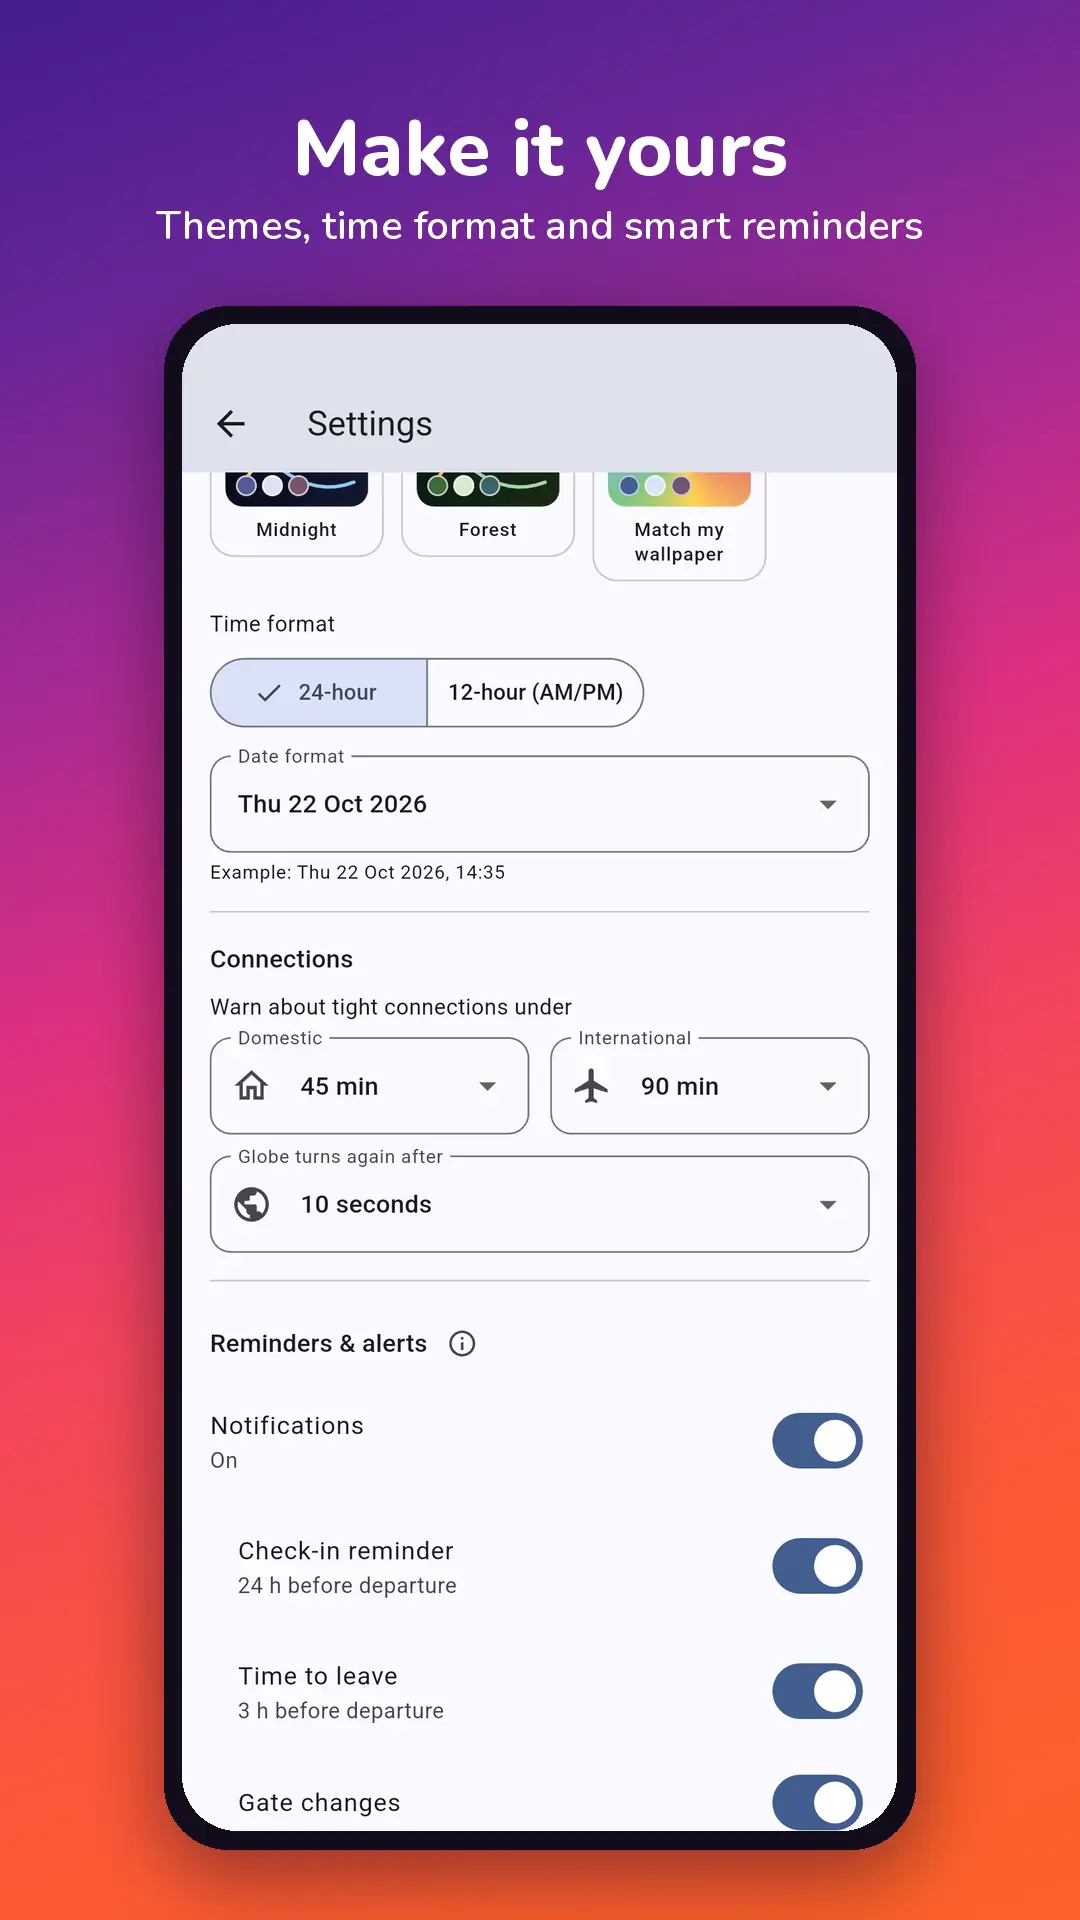 Make it yours
Themes, time format and smart reminders
Settings
Midnight
Forest
Match my
wallpaper
Time format
24-hour
12-hour (AM/PM)
Date format
Thu 22 Oct 2026
Example: Thu 22 Oct 2026, 14:35
Connections
Warn about tight connections under
Domestic
45 min
International
90 min
Globe turns again after
10 seconds
Reminders & alerts
Notifications
On
Check-in reminder
24 h before departure
Time to leave
3 h before departure
Gate changes